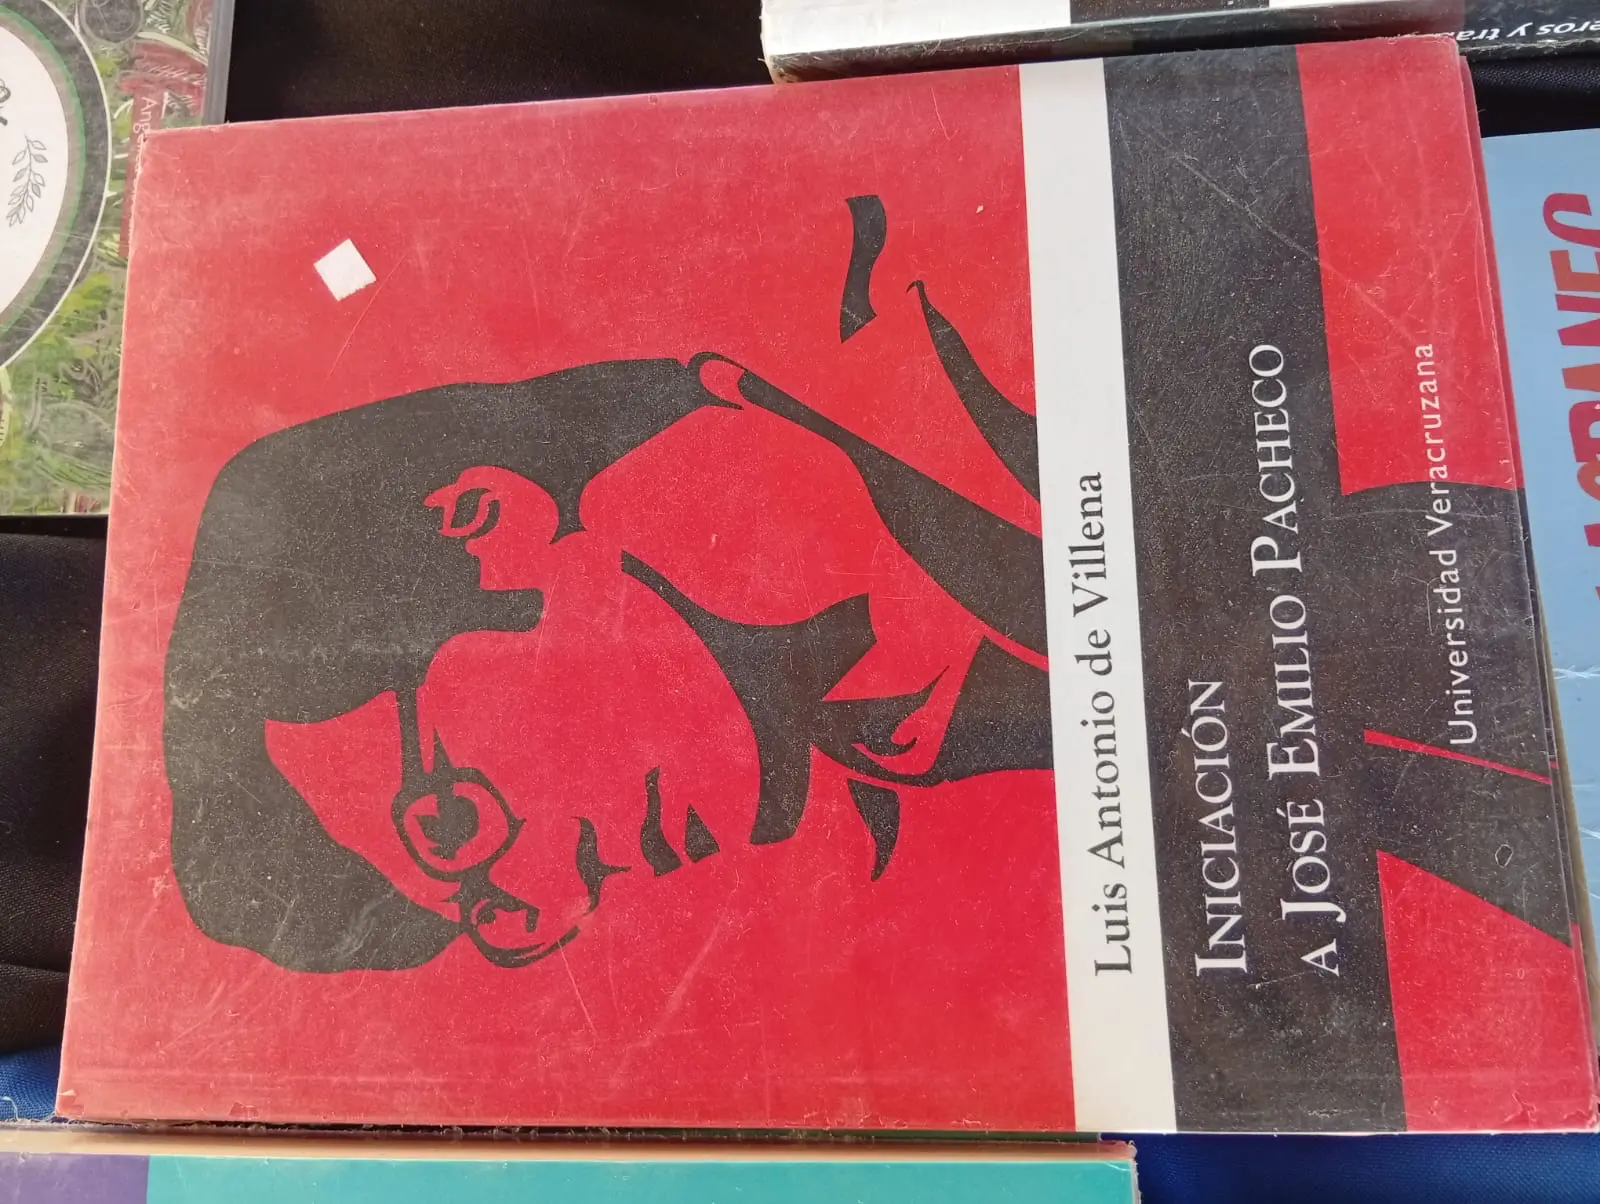 Luis Antonio de Villena
INICIACIÓN
A JOSÉ EMILIO PACHECO
Universidad Veracruzana